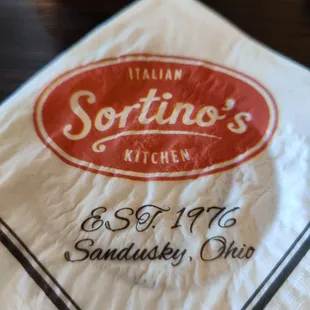 ITALIAN
Sortino's
KITCHEN
EST. 1976
Sandusky, Ohio